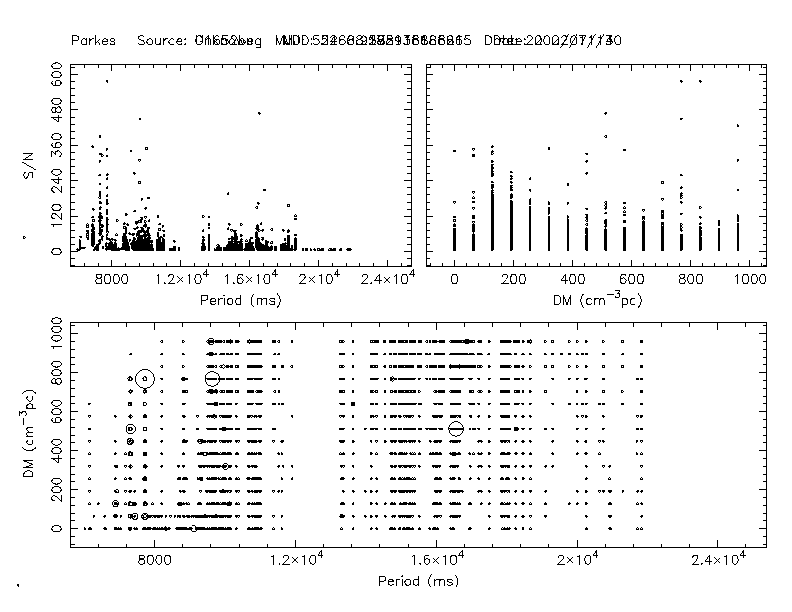 Parkes Source:
600
480
360
240
120
0
S/N
8000 1.2×10⁴ 1.6×10⁴ 2×10⁴ 2.4×10⁴
Period (ms)
0 200 400 600 800 1000
DM (cm⁻³pc)
1000
800
600
400
200
0
DM (cm⁻³pc)
8000 1.2×10⁴ 1.6×10⁴ 2×10⁴ 2.4×10⁴
Period (ms)